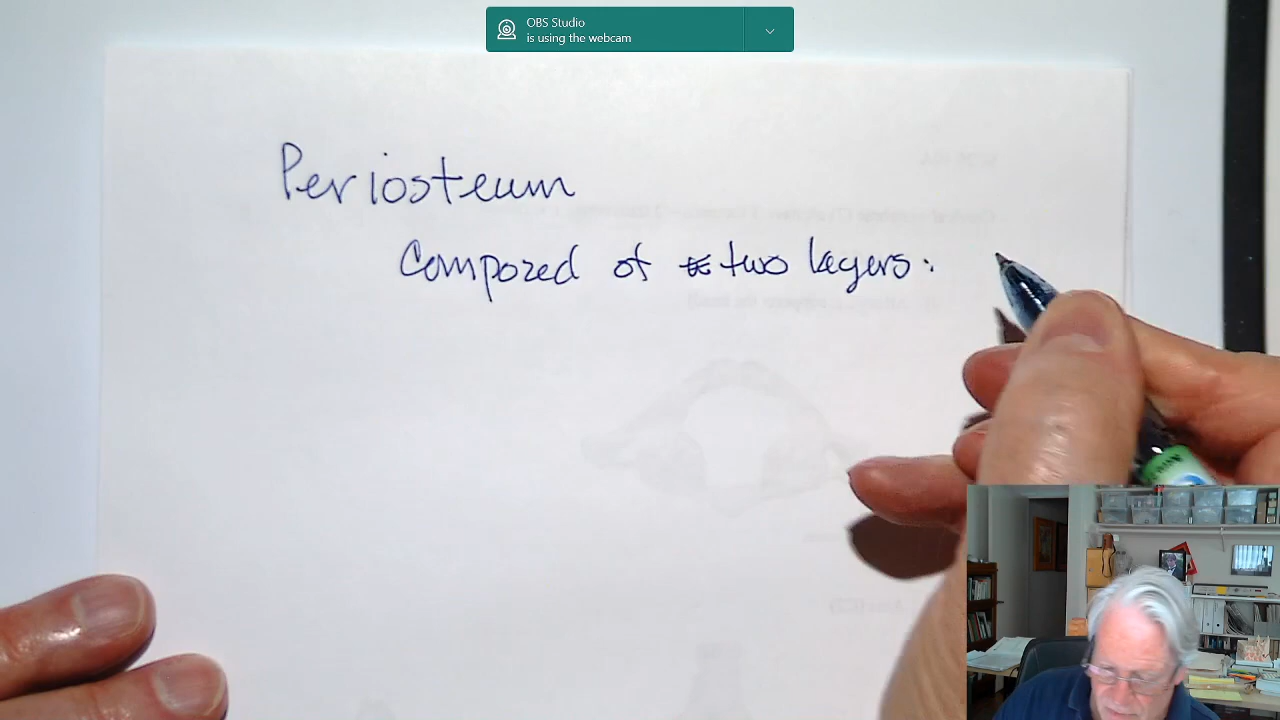 OBS Studio
is using the webcam
Periosteum
Composed of two layers: